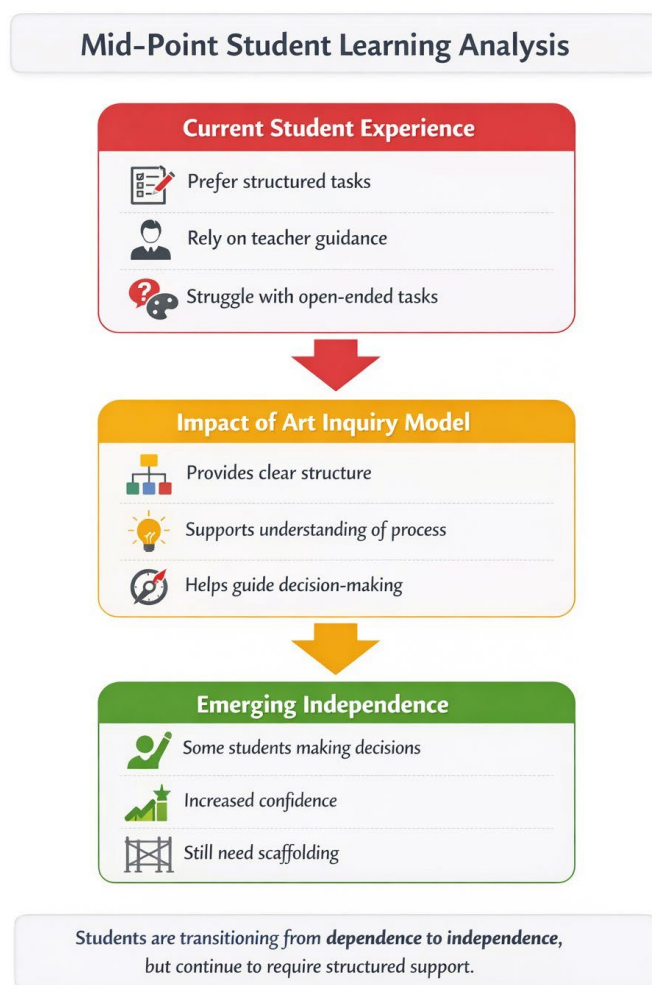 Mid-Point Student Learning Analysis
Current Student Experience
Prefer structured tasks
Rely on teacher guidance
Struggle with open-ended tasks
Impact of Art Inquiry Model
Provides clear structure
Supports understanding of process
Helps guide decision-making
Emerging Independence
Some students making decisions
Increased confidence
Still need scaffolding
Students are transitioning from dependence to independence,
but continue to require structured support.